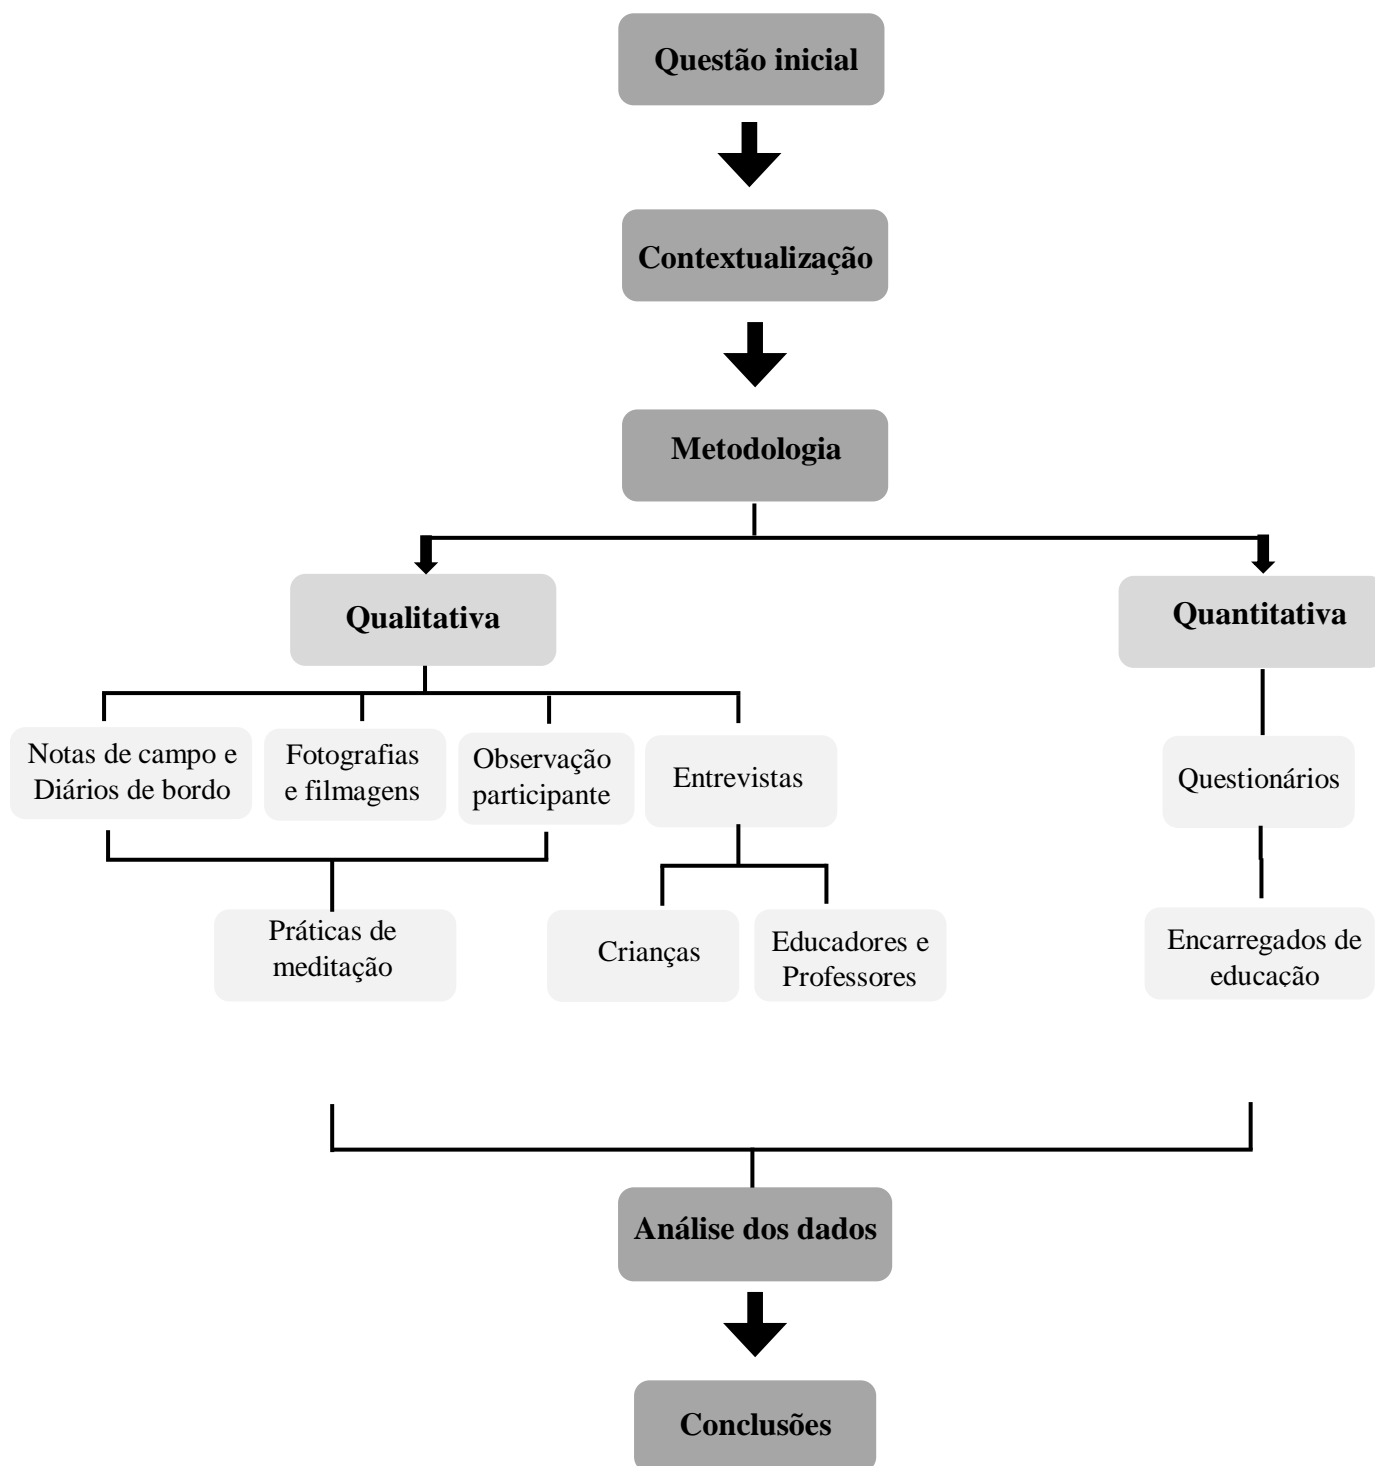 Questão inicial
Contextualização
Metodologia
Qualitativa
Quantitativa
Notas de campo e
Diários de bordo
Fotografias
e filmagens
Observação
participante
Entrevistas
Questionários
Práticas de
meditação
Crianças
Educadores e
Professores
Encarregados de
educação
Análise dos dados
Conclusões